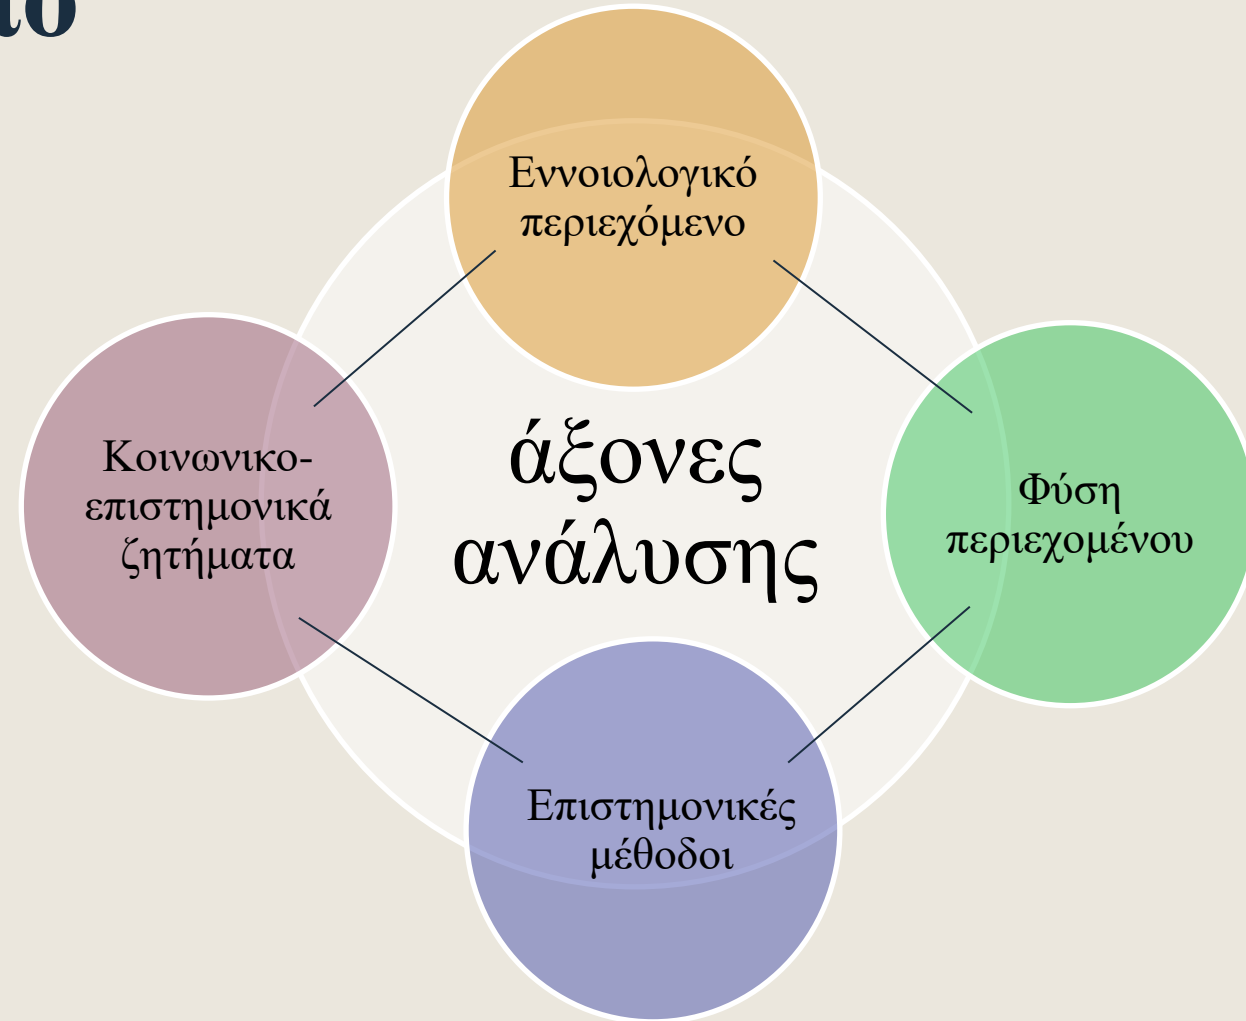 Εννοιολογικό
περιεχόμενο
Κοινωνικο-
επιστημονικά
ζητήματα
άξονες
ανάλυσης
Φύση
περιεχομένου
Επιστημονικές
μέθοδοι